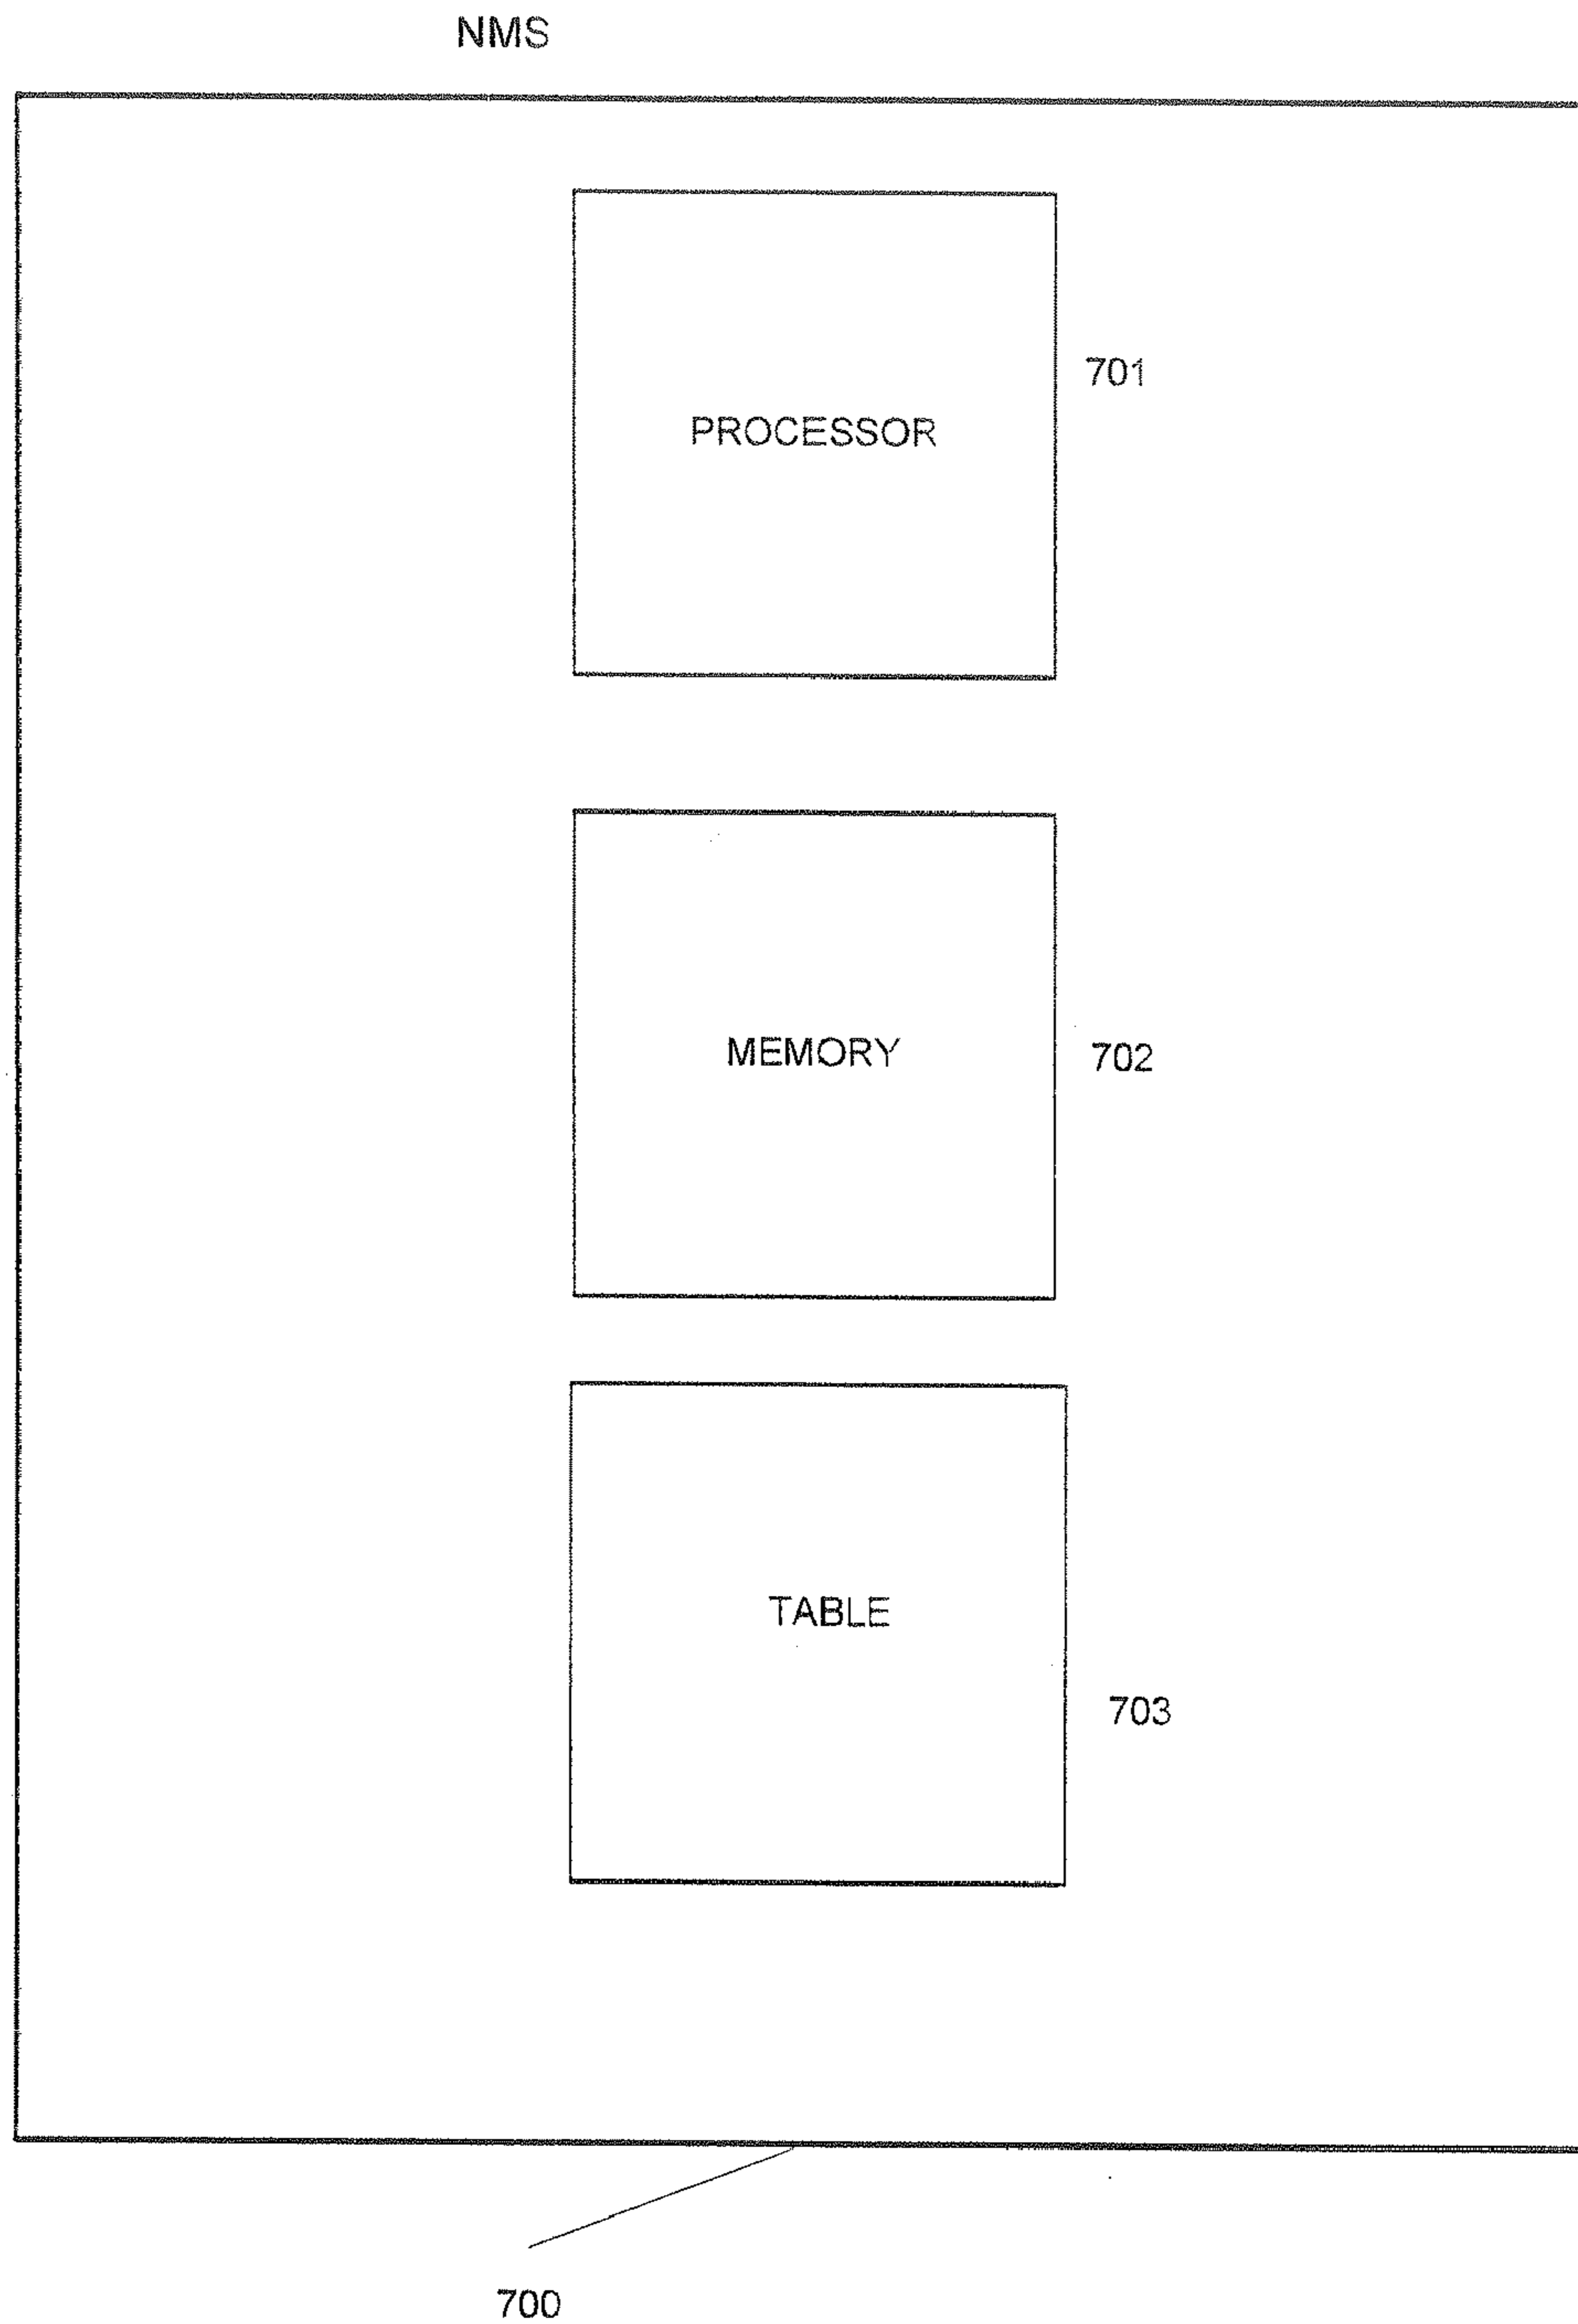 NMS
701
PROCESSOR
MEMORY
702
TABLE
703
700